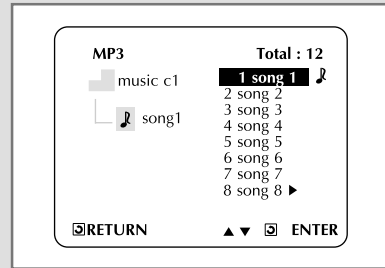 MP3 Total : 12
music c1
song1
1 song 1
2 song 2
3 song 3
4 song 4
5 song 5
6 song 6
7 song 7
8 song 8 ▶
RETURN ▲ ▼ ENTER